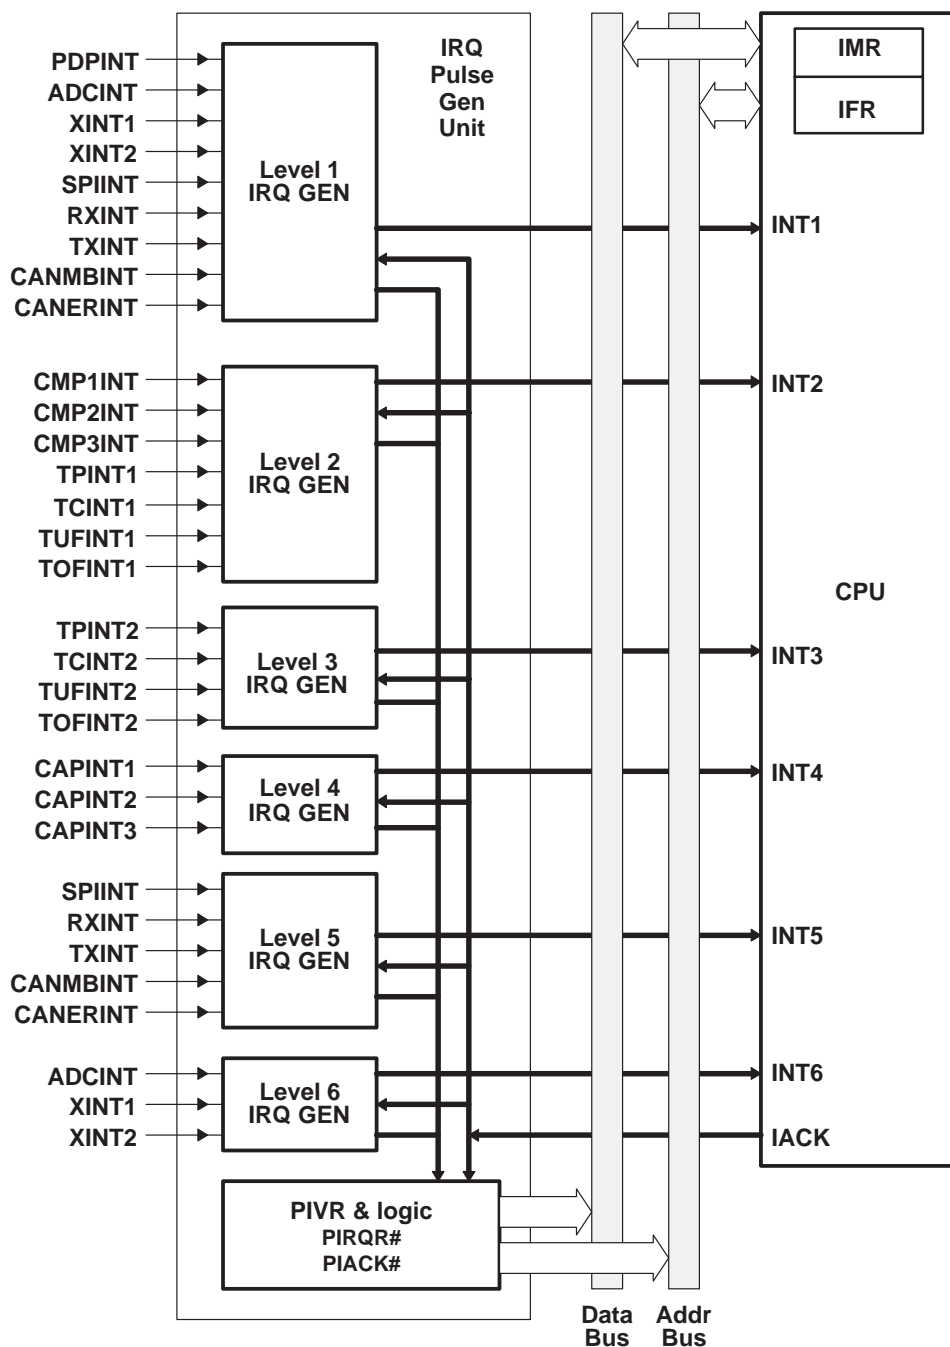 IRQ
Pulse
Gen
Unit
IMR
IFR
PDPINT
ADCINT
XINT1
XINT2
SPIINT
RXINT
TXINT
CANMBINT
CANERINT
Level 1
IRQ GEN
INT1
CMP1INT
CMP2INT
CMP3INT
TPINT1
TCINT1
TUFINT1
TOFINT1
Level 2
IRQ GEN
INT2
CPU
TPINT2
TCINT2
TUFINT2
TOFINT2
Level 3
IRQ GEN
INT3
CAPINT1
CAPINT2
CAPINT3
Level 4
IRQ GEN
INT4
SPIINT
RXINT
TXINT
CANMBINT
CANERINT
Level 5
IRQ GEN
INT5
ADCINT
XINT1
XINT2
Level 6
IRQ GEN
INT6
IACK
PIVR & logic
PIRQR#
PIACK#
Data
Bus
Addr
Bus